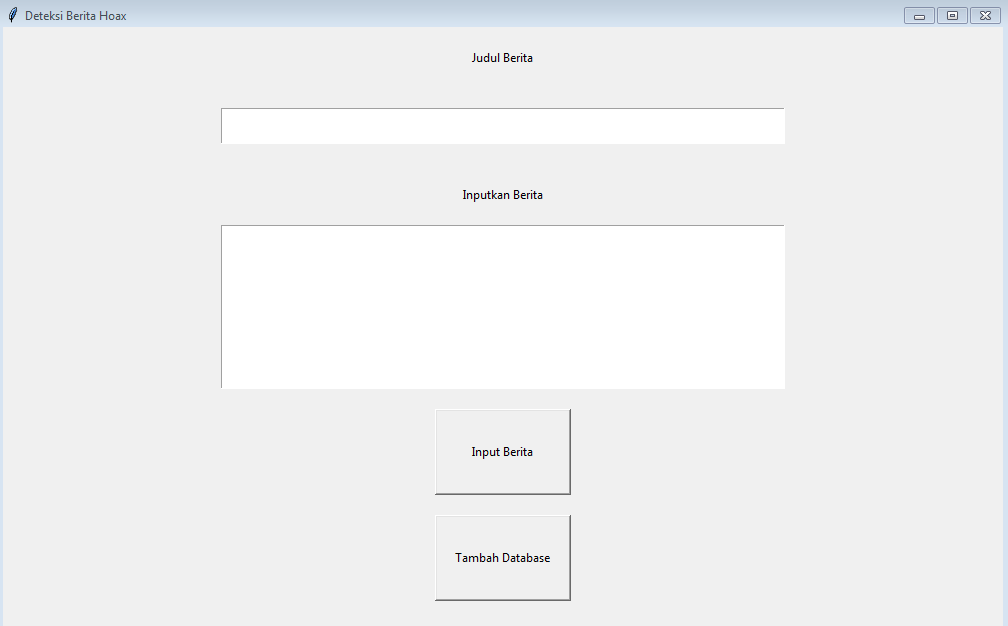 Deteksi Berita Hoax
Judul Berita
Inputkan Berita
Input Berita
Tambah Database